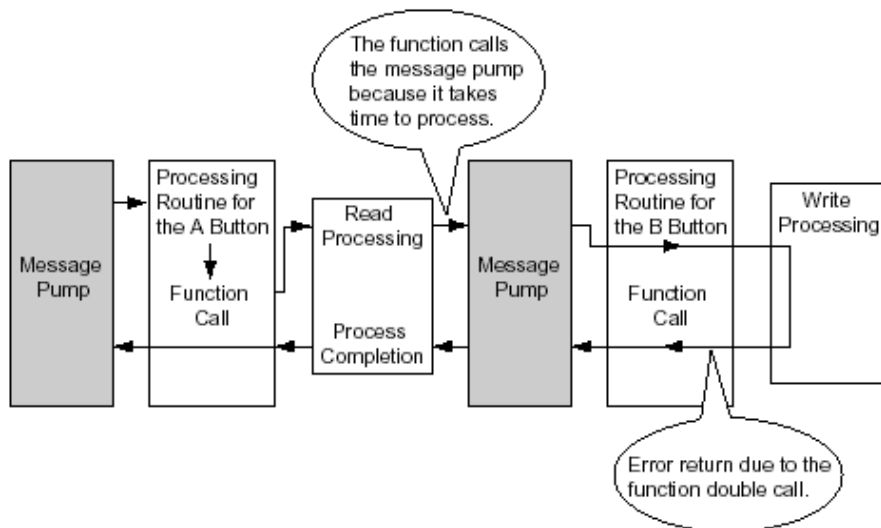 The function calls
the message pump
because it takes
time to process.
Message
Pump
Processing
Routine for
the A Button
Function
Call
Read
Processing
Process
Completion
Message
Pump
Processing
Routine for
the B Button
Function
Call
Write
Processing
Error return due to the
function double call.